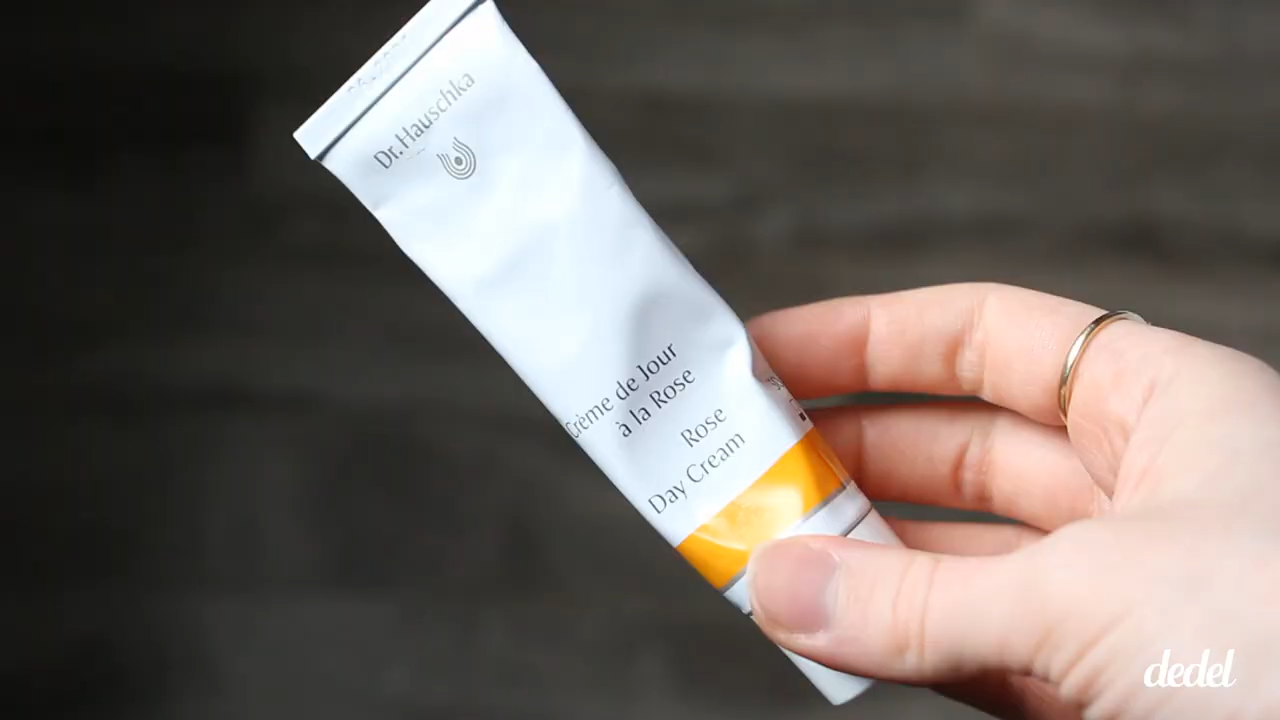 Dr.Hauschka
Crème de Jour
à la Rose
Rose
Day Cream
dedel